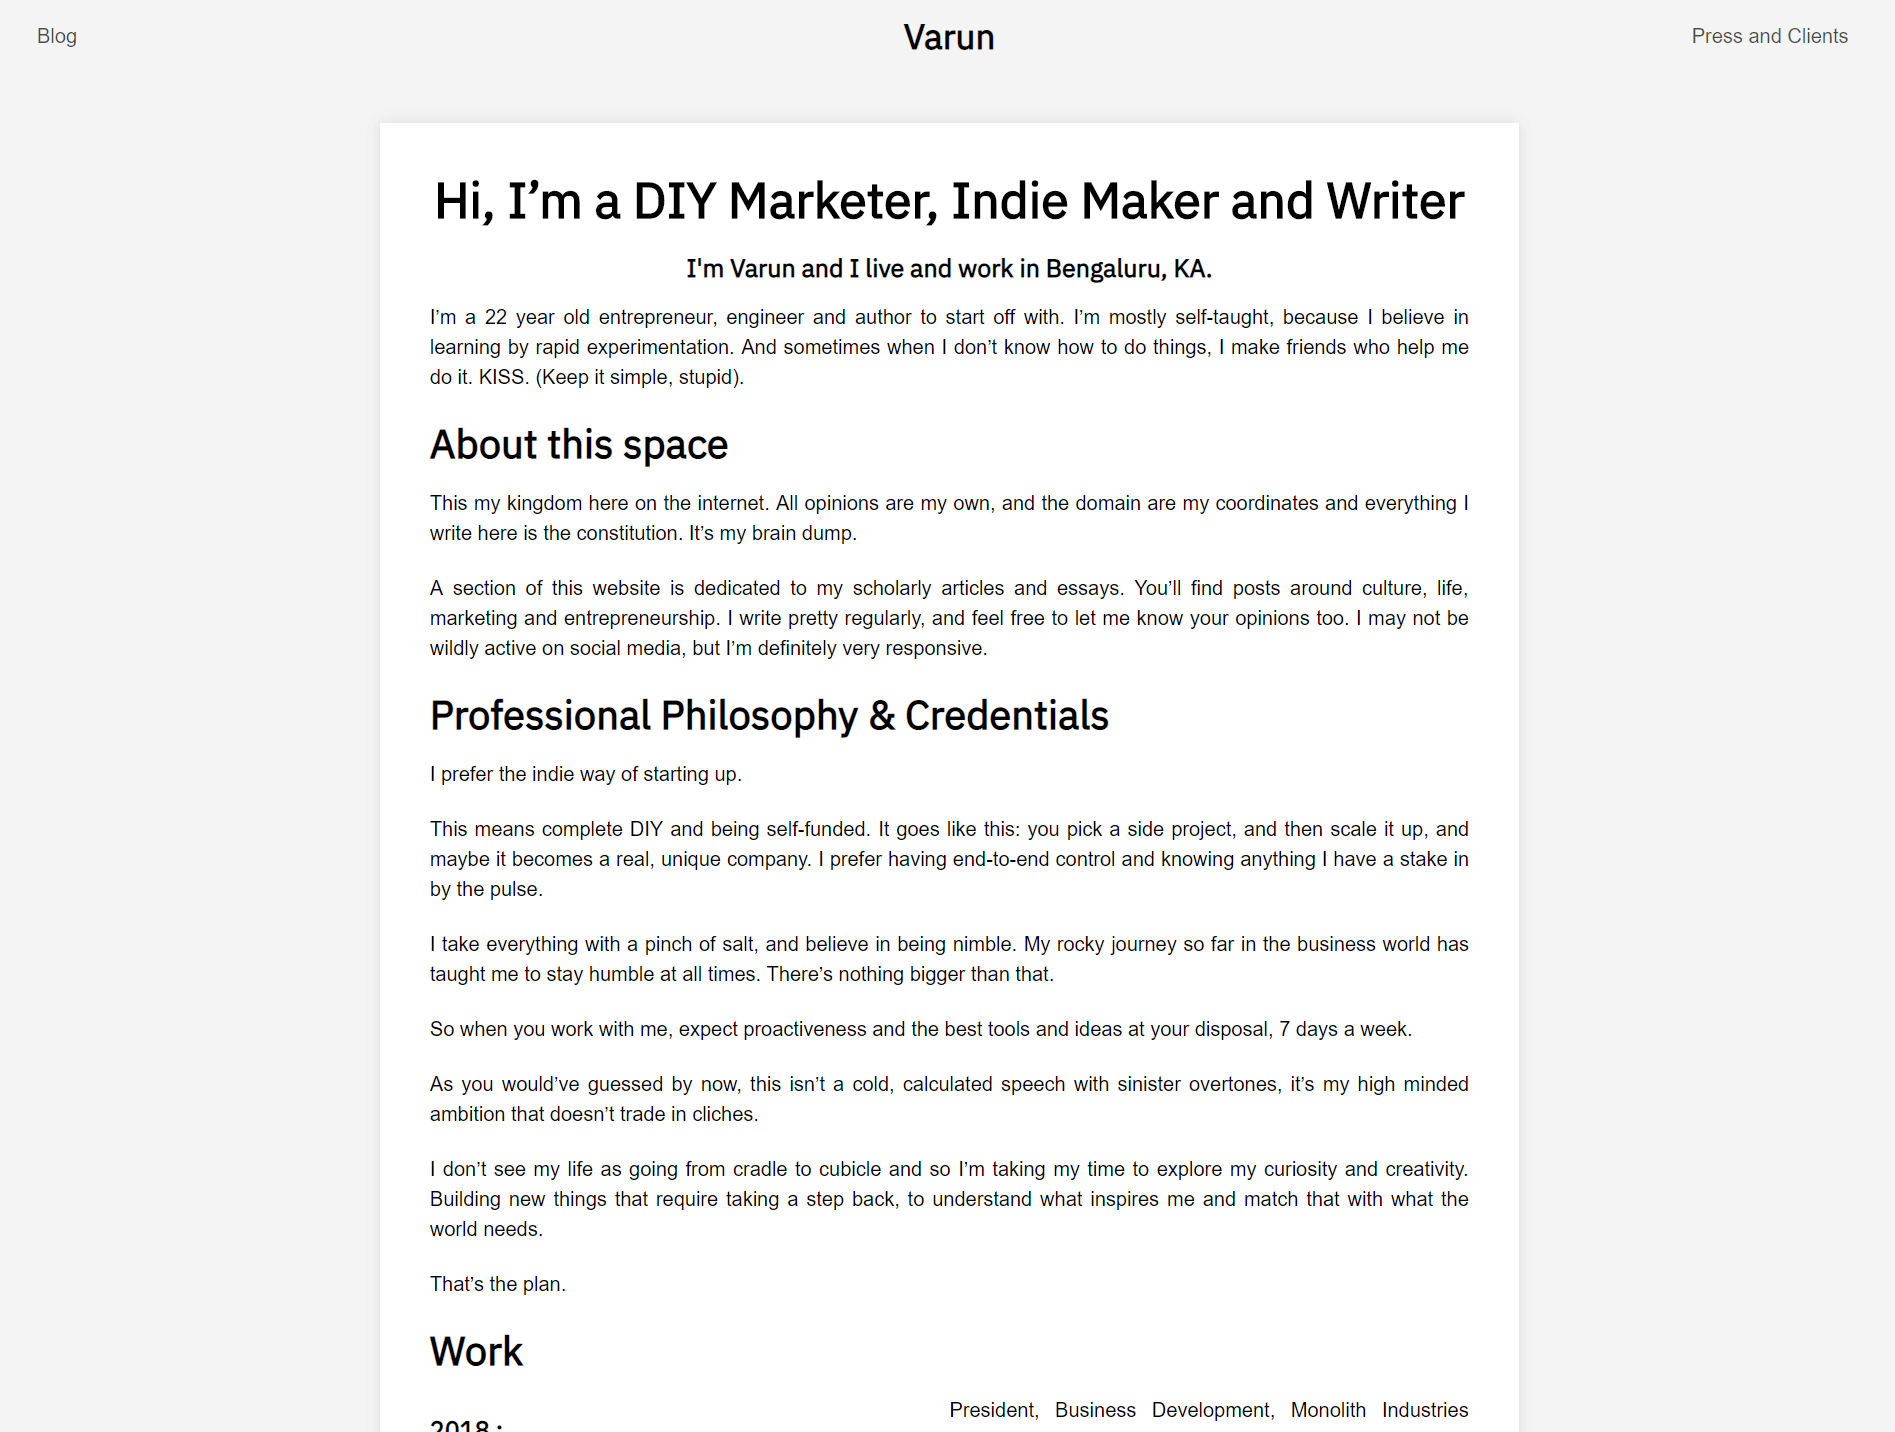 Blog
Varun
Press and Clients
Hi, I’m a DIY Marketer, Indie Maker and Writer
I'm Varun and I live and work in Bengaluru, KA.
I’m a 22 year old entrepreneur, engineer and author to start off with. I’m mostly self-taught, because I believe in
learning by rapid experimentation. And sometimes when I don’t know how to do things, I make friends who help me
do it. KISS. (Keep it simple, stupid).
About this space
This my kingdom here on the internet. All opinions are my own, and the domain are my coordinates and everything I
write here is the constitution. It’s my brain dump.
A section of this website is dedicated to my scholarly articles and essays. You’ll find posts around culture, life,
marketing and entrepreneurship. I write pretty regularly, and feel free to let me know your opinions too. I may not be
wildly active on social media, but I’m definitely very responsive.
Professional Philosophy & Credentials
I prefer the indie way of starting up.
This means complete DIY and being self-funded. It goes like this: you pick a side project, and then scale it up, and
maybe it becomes a real, unique company. I prefer having end-to-end control and knowing anything I have a stake in
by the pulse.
I take everything with a pinch of salt, and believe in being nimble. My rocky journey so far in the business world has
taught me to stay humble at all times. There’s nothing bigger than that.
So when you work with me, expect proactiveness and the best tools and ideas at your disposal, 7 days a week.
As you would’ve guessed by now, this isn’t a cold, calculated speech with sinister overtones, it’s my high minded
ambition that doesn’t trade in cliches.
I don’t see my life as going from cradle to cubicle and so I’m taking my time to explore my curiosity and creativity.
Building new things that require taking a step back, to understand what inspires me and match that with what the
world needs.
That’s the plan.
Work
President, Business Development, Monolith Industries
2018 :